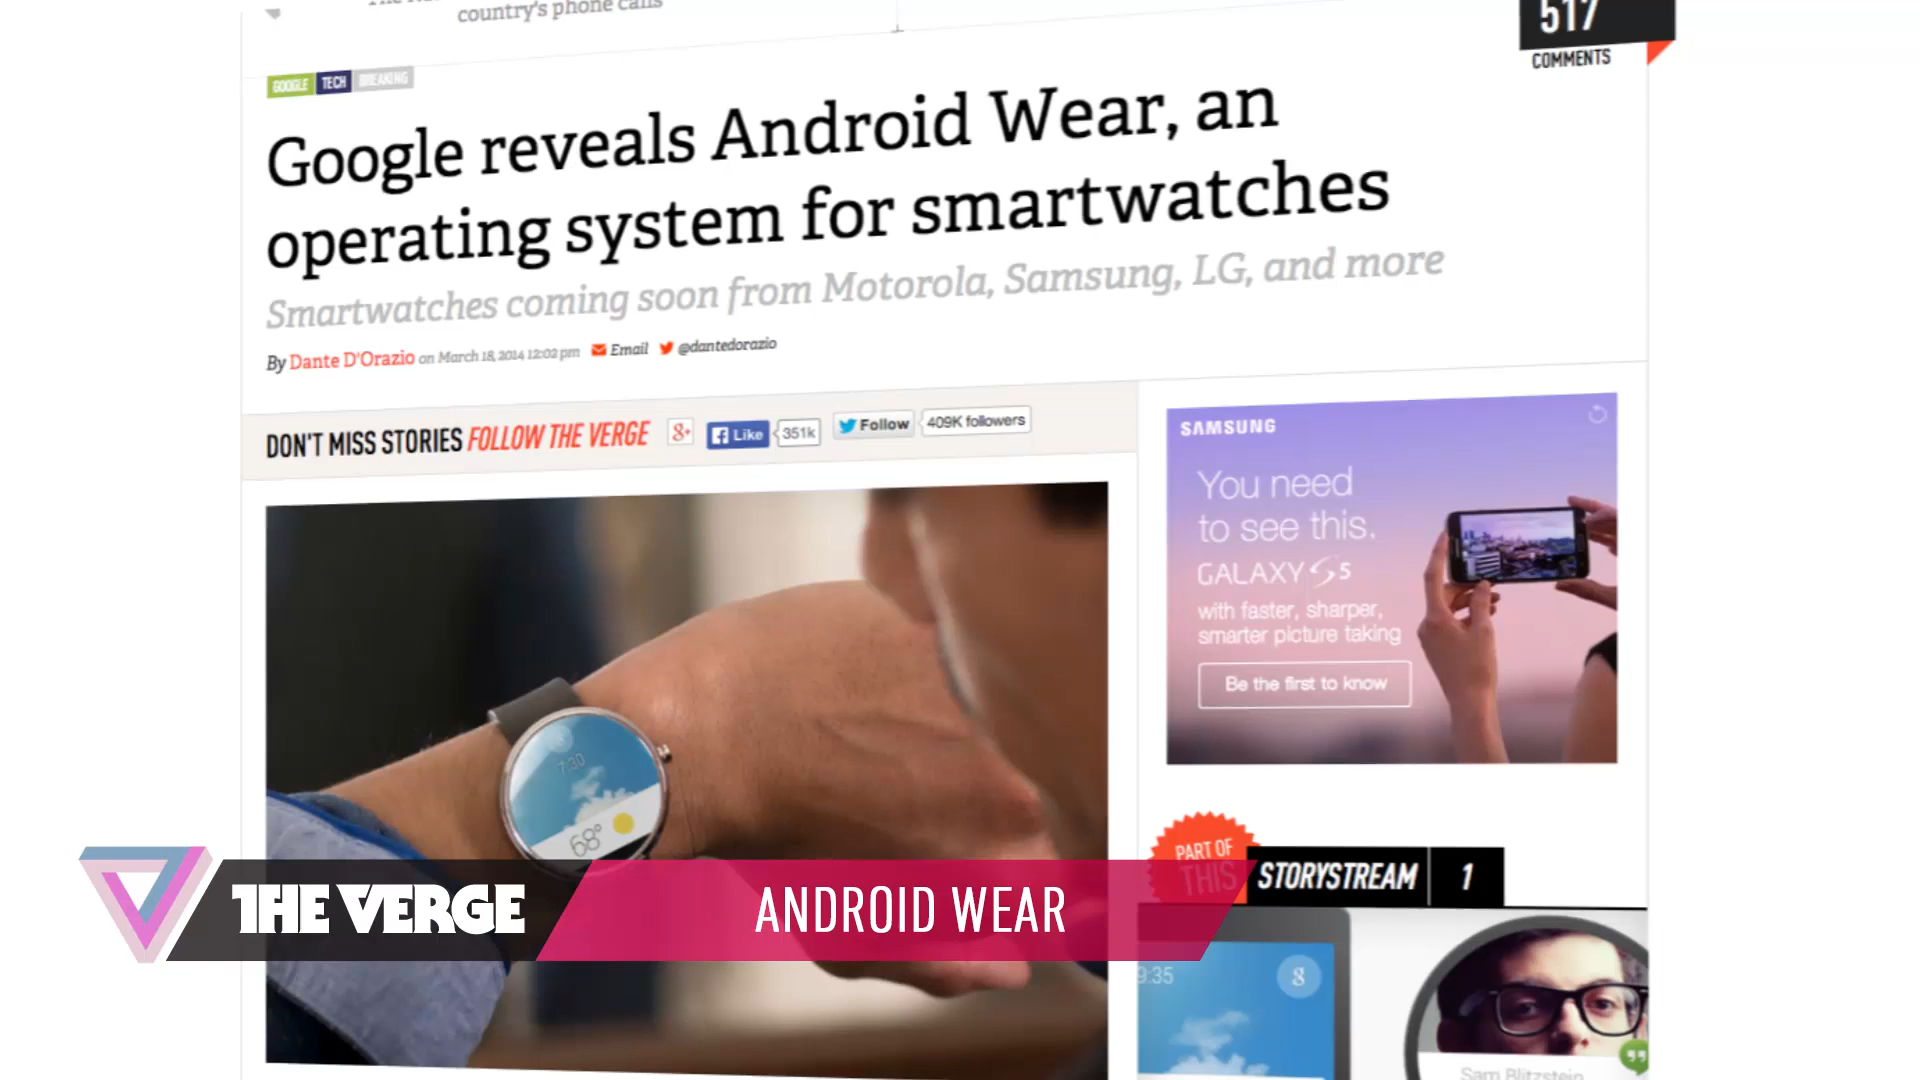 country's phone calls
517
COMMENTS
GOOGLE TECH BREAKING
Google reveals Android Wear, an
operating system for smartwatches
Smartwatches coming soon from Motorola, Samsung, LG, and more
By Dante D'Orazio on March 18, 2014 12:02 pm Email @dantedorazio
DON'T MISS STORIES FOLLOW THE VERGE 8+ Like 351k Follow 409K followers
SAMSUNG
You need
to see this.
GALAXY S5
with faster, sharper,
smarter picture taking
Be the first to know
7:30
68°
PART OF
THIS
STORYSTREAM 1
THE VERGE
ANDROID WEAR
9:35
8
Sam Blitzstein